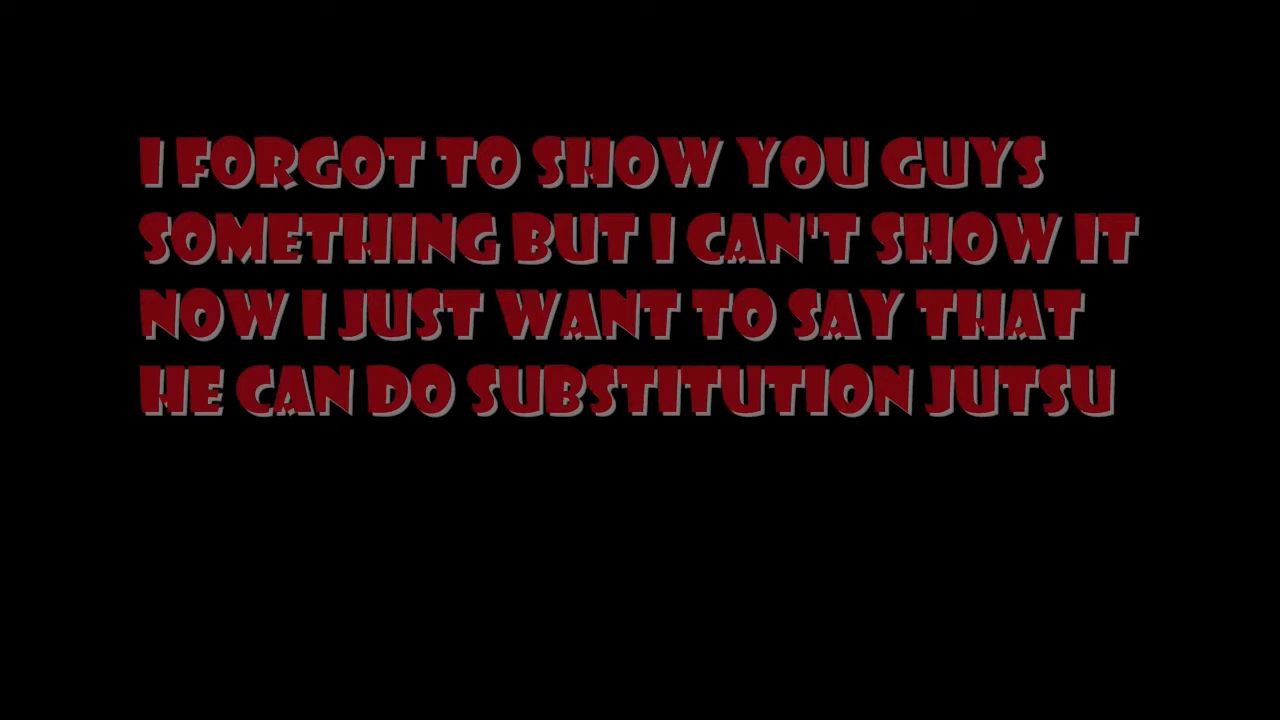 I FORGOT TO SHOW YOU GUYS
SOMETHING BUT I CAN'T SHOW IT
NOW I JUST WANT TO SAY THAT
HE CAN DO SUBSTITUTION JUTSU